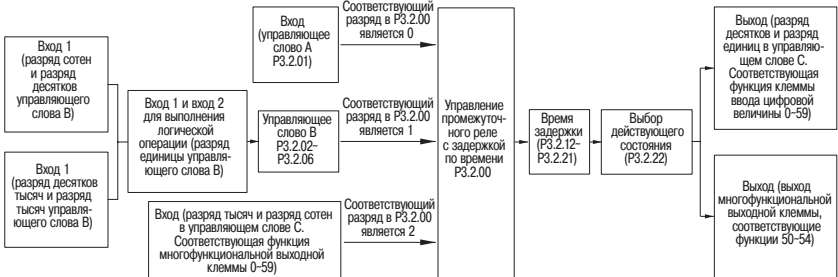 Вход 1
(разряд сотен
и разряд
десятков
управляющего
слова B)
Вход 1
(разряд десятков
тысяч и разряд
тысяч управля-
ющего слова B)
Вход 1 и вход 2
для выполнения
логической
операции (разряд
единицы управля-
ющего слова B)
Вход
(управляющее
слово A
P3.2.01)
Соответствующий
разряд в P3.2.00
является 0
Управляющее
слово B
P3.2.02~
P3.2.06
Соответствующий
разряд в P3.2.00
является 1
Вход (разряд тысяч и разряд сотен
в управляющем слове C.
Соответствующая функция
многофункциональной выходной
клеммы 0~59)
Соответствующий
разряд в P3.2.00
является 2
Управление
промежуточ-
ного реле
с задержкой
по времени
P3.2.00
Время
задержки
(P3.2.12~
P3.2.21)
Выбор
действующего
состояния
(P3.2.22)
Выход (разряд
десятков и разряд
единиц в управляю-
щем слове C.
Соответствующая
функция клеммы
ввода цифровой
величины 0~59)
Выход (выход
многофункциональной
выходной клеммы,
соответствующие
функции 50~54)